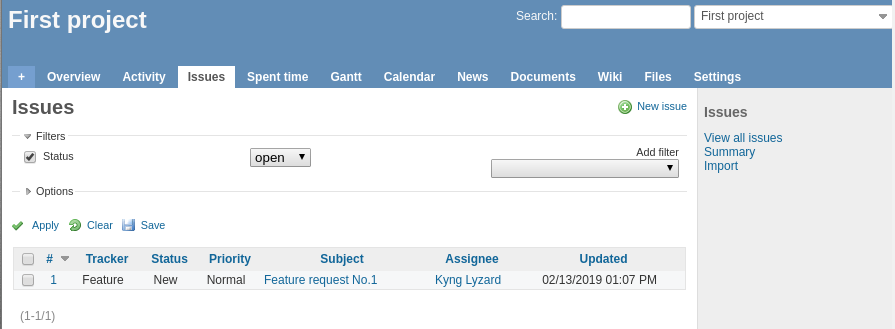 First project
Search:
First project
+ Overview Activity Issues Spent time Gantt Calendar News Documents Wiki Files Settings
Issues
New issue
Filters
Status open
Add filter
Options
Apply Clear Save
# Tracker Status Priority Subject Assignee Updated
1 Feature New Normal Feature request No.1 Kyng Lyzard 02/13/2019 01:07 PM
(1-1/1)
Issues
View all issues
Summary
Import